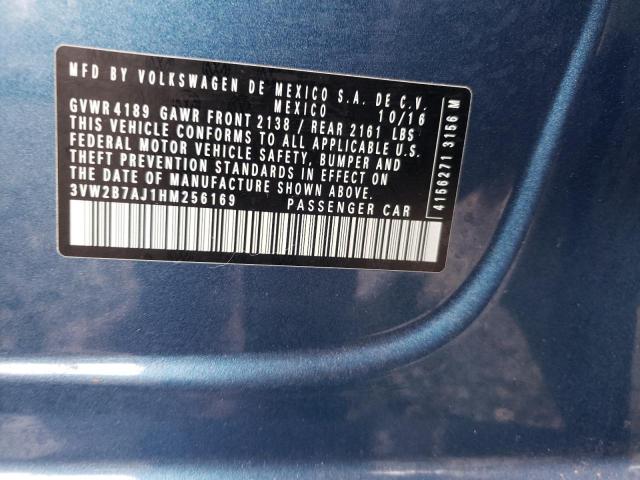 MFD BY VOLKSWAGEN DE MEXICO S.A. DE C.V.
MEXICO 10/16
GVWR 4189 GAWR FRONT 2138 / REAR 2161 LBS
THIS VEHICLE CONFORMS TO ALL APPLICABLE U.S.
FEDERAL MOTOR VEHICLE SAFETY, BUMPER AND
THEFT PREVENTION STANDARDS IN EFFECT ON
THE DATE OF MANUFACTURE SHOWN ABOVE.
3VW2B7AJ1HM256169 PASSENGER CAR
4156271 3156 M